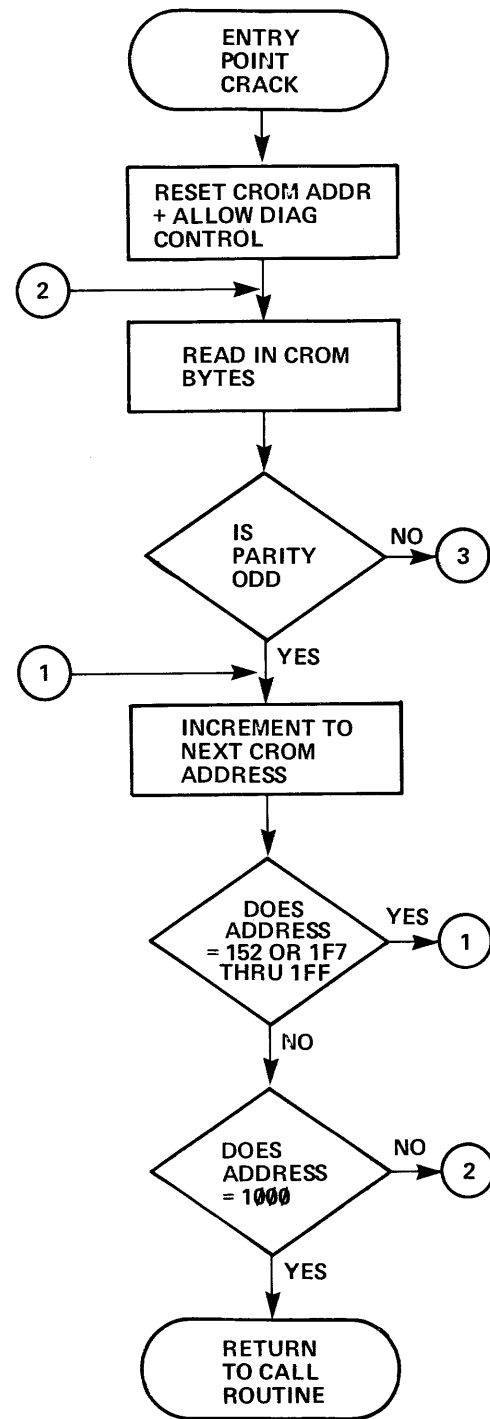 ENTRY
POINT
CRACK
RESET CROM ADDR
+ ALLOW DIAG
CONTROL
2
READ IN CROM
BYTES
IS
PARITY
ODD
NO
3
YES
1
INCREMENT TO
NEXT CROM
ADDRESS
DOES
ADDRESS
= 152 OR 1F7
THRU 1FF
YES
1
NO
DOES
ADDRESS
= 1000
NO
2
YES
RETURN
TO CALL
ROUTINE